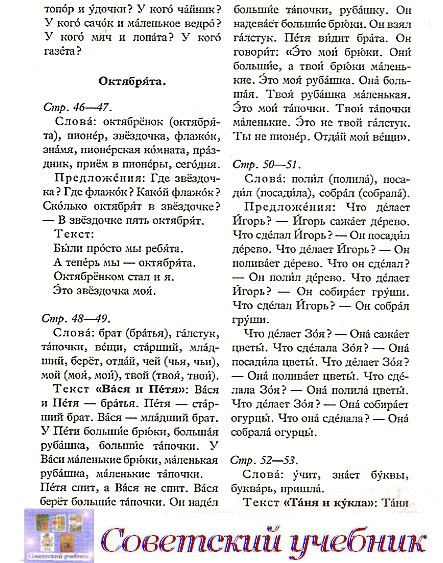 топо́р и у́дочки? У кого́ ча́йник?
У кого́ сачо́к и ма́ленькое ведро́?
У кого́ мяч и лопа́та? У кого́
газе́та?
Октября́та.
Стр. 46—47.
Слова́: октябрёнок (октября́-
та), пионе́р, звёздочка, флажо́к,
зна́мя, пионе́рская ко́мната, пра́з-
дник, приём в пионе́ры, сего́дня.
Предложе́ния: Где звёздоч-
ка? Где флажо́к? Како́й флажо́к?
Ско́лько октября́т в звёздочке?
— В звёздочке пять октября́т.
Текст:
Бы́ли про́сто мы ребя́та.
А тепе́рь мы — октября́та.
Октябрёнком стал и я.
Э́то звёздочка моя́.
Стр. 48—49.
Слова́: брат (бра́тья), га́лстук,
та́почки, ве́щи, ста́рший, мла́д-
ший, бере́т, отда́й, чей (чья, чьи),
мой (моя́, мой), твой (твоя́, твои́).
Текст «Ва́ся и Пе́тя»: Ва́ся
и Пе́тя — бра́тья. Пе́тя — ста́р-
ший брат. Ва́ся — мла́дший брат.
У Пе́ти больши́е брю́ки, больша́я
руба́шка, больши́е та́почки. У
Ва́си ма́ленькие брю́ки, ма́ленькая
руба́шка, ма́ленькие та́почки.
Пе́тя спит, а Ва́ся не спит. Ва́ся
берёт больши́е та́почки. Он наде́л
больши́е та́почки, руба́шку. Он
надева́ет больши́е брю́ки. Он взял
га́лстук. Пе́тя ви́дит бра́та. Он
говори́т: «Э́то мои́ брю́ки. Они́
больши́е, а твои́ брю́ки ма́лень-
кие. Э́то моя́ руба́шка. Она́ боль-
ша́я. Твоя́ руба́шка ма́ленькая.
Э́то мои́ та́почки. Твои́ та́почки
ма́ленькие. Э́то не твой га́лстук.
Ты не пионе́р. Отда́й мои́ ве́щи».
Стр. 50—51.
Слова́: поли́л (полила́), поса-
ди́л (посади́ла), собра́л (собрала́).
Предложе́ния: Что де́лает
И́горь? — И́горь сажа́ет де́рево.
Что сде́лал И́горь? — Он посади́л
де́рево. Что де́лает И́горь? — Он
полива́ет де́рево. Что он сде́лал?
— Он поли́л де́рево. Что де́лает
И́горь? — Он собира́ет гру́ши.
Что сде́лал И́горь? — Он собра́л
гру́ши.
Что де́лает Зо́я? — Она́ сажа́ет
цветы́. Что сде́лала Зо́я? — Она́
посади́ла цветы́. Что де́лает Зо́я?
— Она́ полива́ет цветы́. Что сде́-
лала Зо́я? — Она́ полила́ цветы́.
Что де́лает Зо́я? — Она́ собира́ет
огурцы́. Что она́ сде́лала? — Она́
собрала́ огурцы́.
Стр. 52—53.
Слова́: у́чит, зна́ет бу́квы,
буква́рь, пришла́.
Текст «Та́ня и ку́кла»: Та́ня-
Советский учебник
Советский учебник